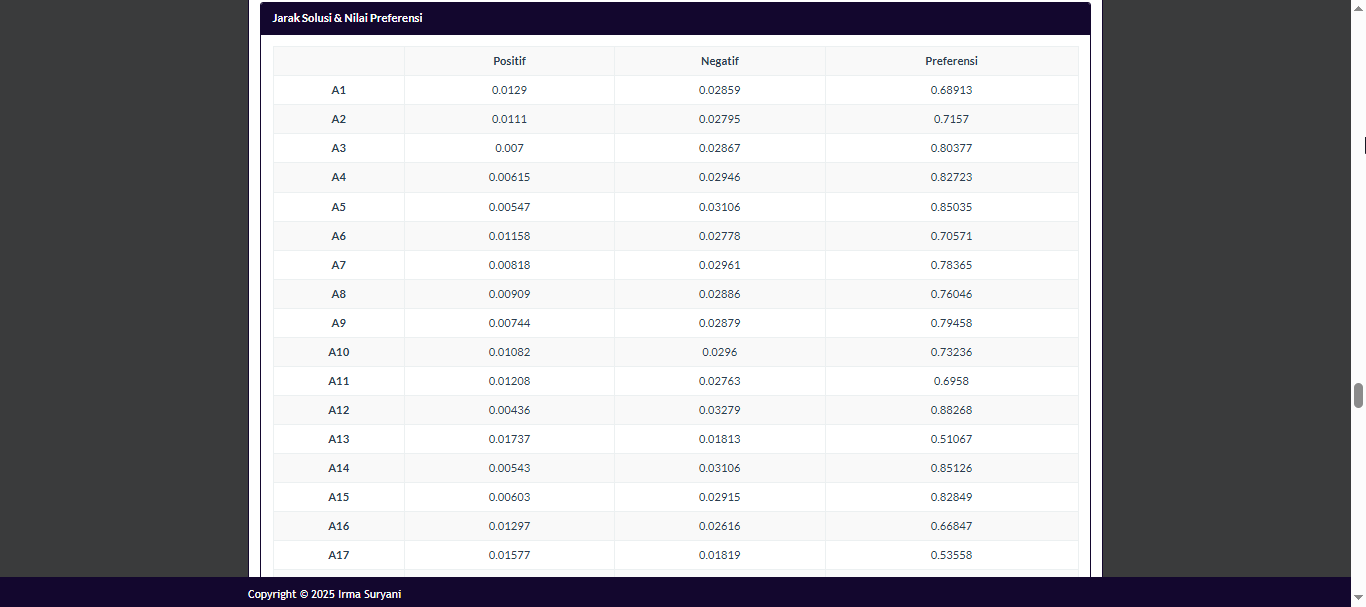 Jarak Solusi & Nilai Preferensi
Positif Negatif Preferensi
A1 0.0129 0.02859 0.68913
A2 0.0111 0.02795 0.7157
A3 0.007 0.02867 0.80377
A4 0.00615 0.02946 0.82723
A5 0.00547 0.03106 0.85035
A6 0.01158 0.02778 0.70571
A7 0.00818 0.02961 0.78365
A8 0.00909 0.02886 0.76046
A9 0.00744 0.02879 0.79458
A10 0.01082 0.0296 0.73236
A11 0.01208 0.02763 0.6958
A12 0.00436 0.03279 0.88268
A13 0.01737 0.01813 0.51067
A14 0.00543 0.03106 0.85126
A15 0.00603 0.02915 0.82849
A16 0.01297 0.02616 0.66847
A17 0.01577 0.01819 0.53558
Copyright © 2025 Irma Suryani